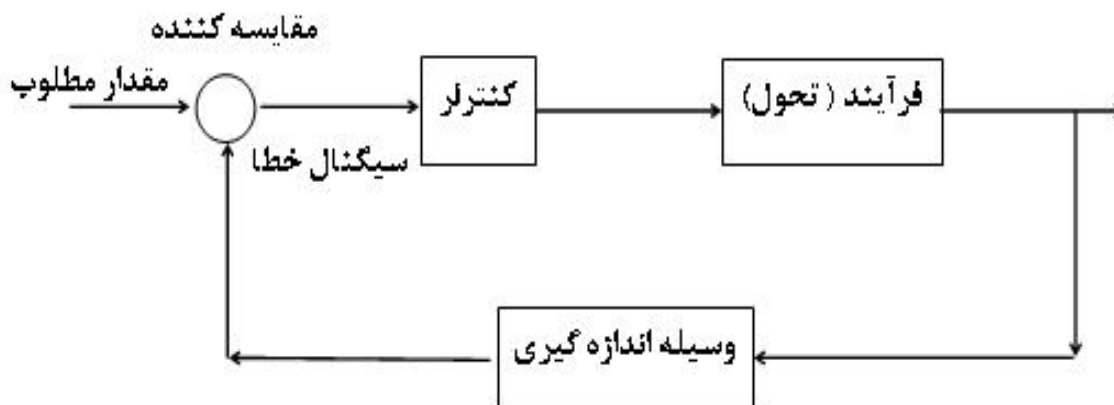 مقایسه کننده
مقدار مطلوب
کنترلر
فرآیند (تحول)
سیگنال خطا
وسیله اندازه گیری